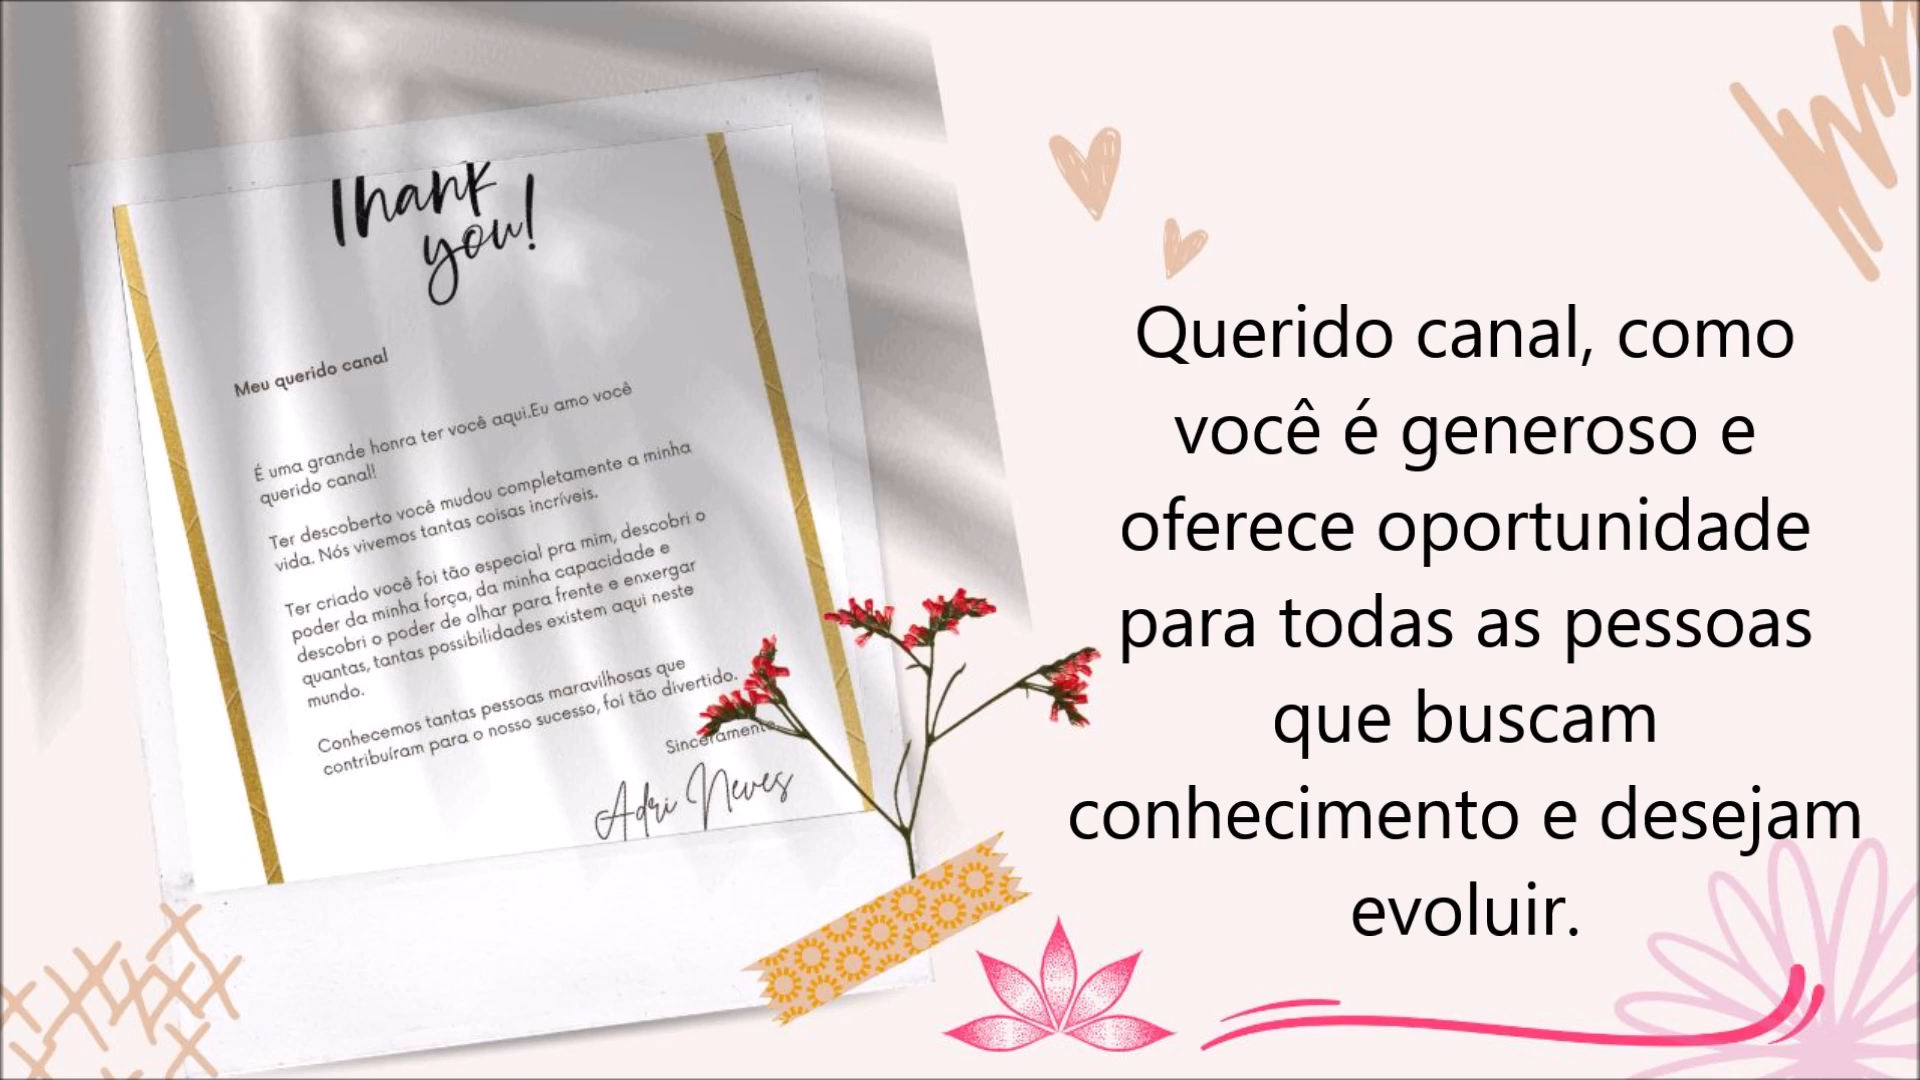 Thank
you!
Meu querido canal
É uma grande honra ter você aqui.Eu amo você
querido canal!
Ter descoberto você mudou completamente a minha
vida. Nós vivemos tantas coisas incríveis.
Ter criado você foi tão especial pra mim, descobri o
poder da minha força, da minha capacidade e
descobri o poder de olhar para frente e enxergar
quantas, tantas possibilidades existem aqui neste
mundo.
Conhecemos tantas pessoas maravilhosas que
contribuíram para o nosso sucesso, foi tão divertido.
Sinceramente
Adri Neves
Querido canal, como
você é generoso e
oferece oportunidade
para todas as pessoas
que buscam
conhecimento e desejam
evoluir.